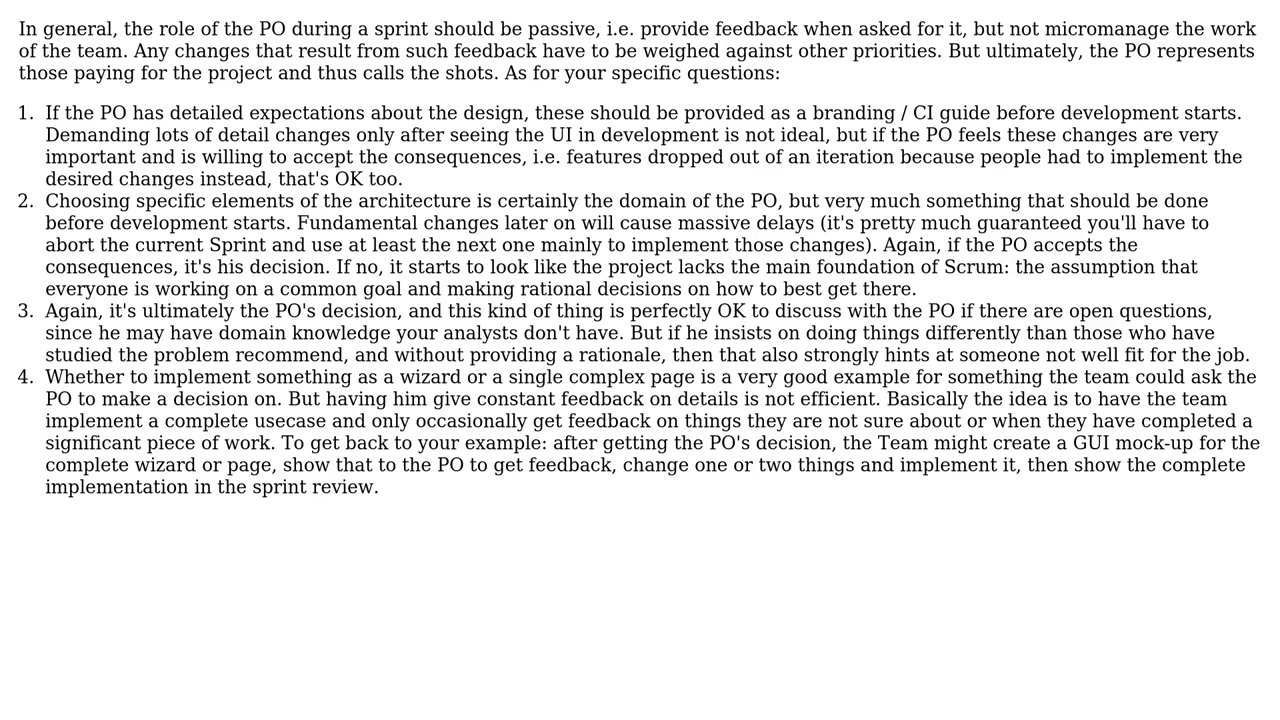 In general, the role of the PO during a sprint should be passive, i.e. provide feedback when asked for it, but not micromanage the work
of the team. Any changes that result from such feedback have to be weighed against other priorities. But ultimately, the PO represents
those paying for the project and thus calls the shots. As for your specific questions:
1. If the PO has detailed expectations about the design, these should be provided as a branding / CI guide before development starts.
Demanding lots of detail changes only after seeing the UI in development is not ideal, but if the PO feels these changes are very
important and is willing to accept the consequences, i.e. features dropped out of an iteration because people had to implement the
desired changes instead, that's OK too.
2. Choosing specific elements of the architecture is certainly the domain of the PO, but very much something that should be done
before development starts. Fundamental changes later on will cause massive delays (it's pretty much guaranteed you'll have to
abort the current Sprint and use at least the next one mainly to implement those changes). Again, if the PO accepts the
consequences, it's his decision. If no, it starts to look like the project lacks the main foundation of Scrum: the assumption that
everyone is working on a common goal and making rational decisions on how to best get there.
3. Again, it's ultimately the PO's decision, and this kind of thing is perfectly OK to discuss with the PO if there are open questions,
since he may have domain knowledge your analysts don't have. But if he insists on doing things differently than those who have
studied the problem recommend, and without providing a rationale, then that also strongly hints at someone not well fit for the job.
4. Whether to implement something as a wizard or a single complex page is a very good example for something the team could ask the
PO to make a decision on. But having him give constant feedback on details is not efficient. Basically the idea is to have the team
implement a complete usecase and only occasionally get feedback on things they are not sure about or when they have completed a
significant piece of work. To get back to your example: after getting the PO's decision, the Team might create a GUI mock-up for the
complete wizard or page, show that to the PO to get feedback, change one or two things and implement it, then show the complete
implementation in the sprint review.